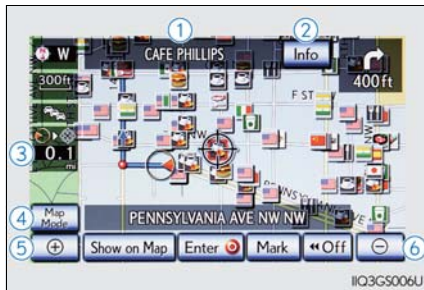 1
2
W
CAFE PHILLIPS
Info
300ft
400ft
F ST
NW
3
0.1
mi
4
Map
Mode
PENNSYLVANIA AVE NW NW
5
⊕
Show on Map
Enter
Mark
Off
⊖
6
IIQ3GS006U